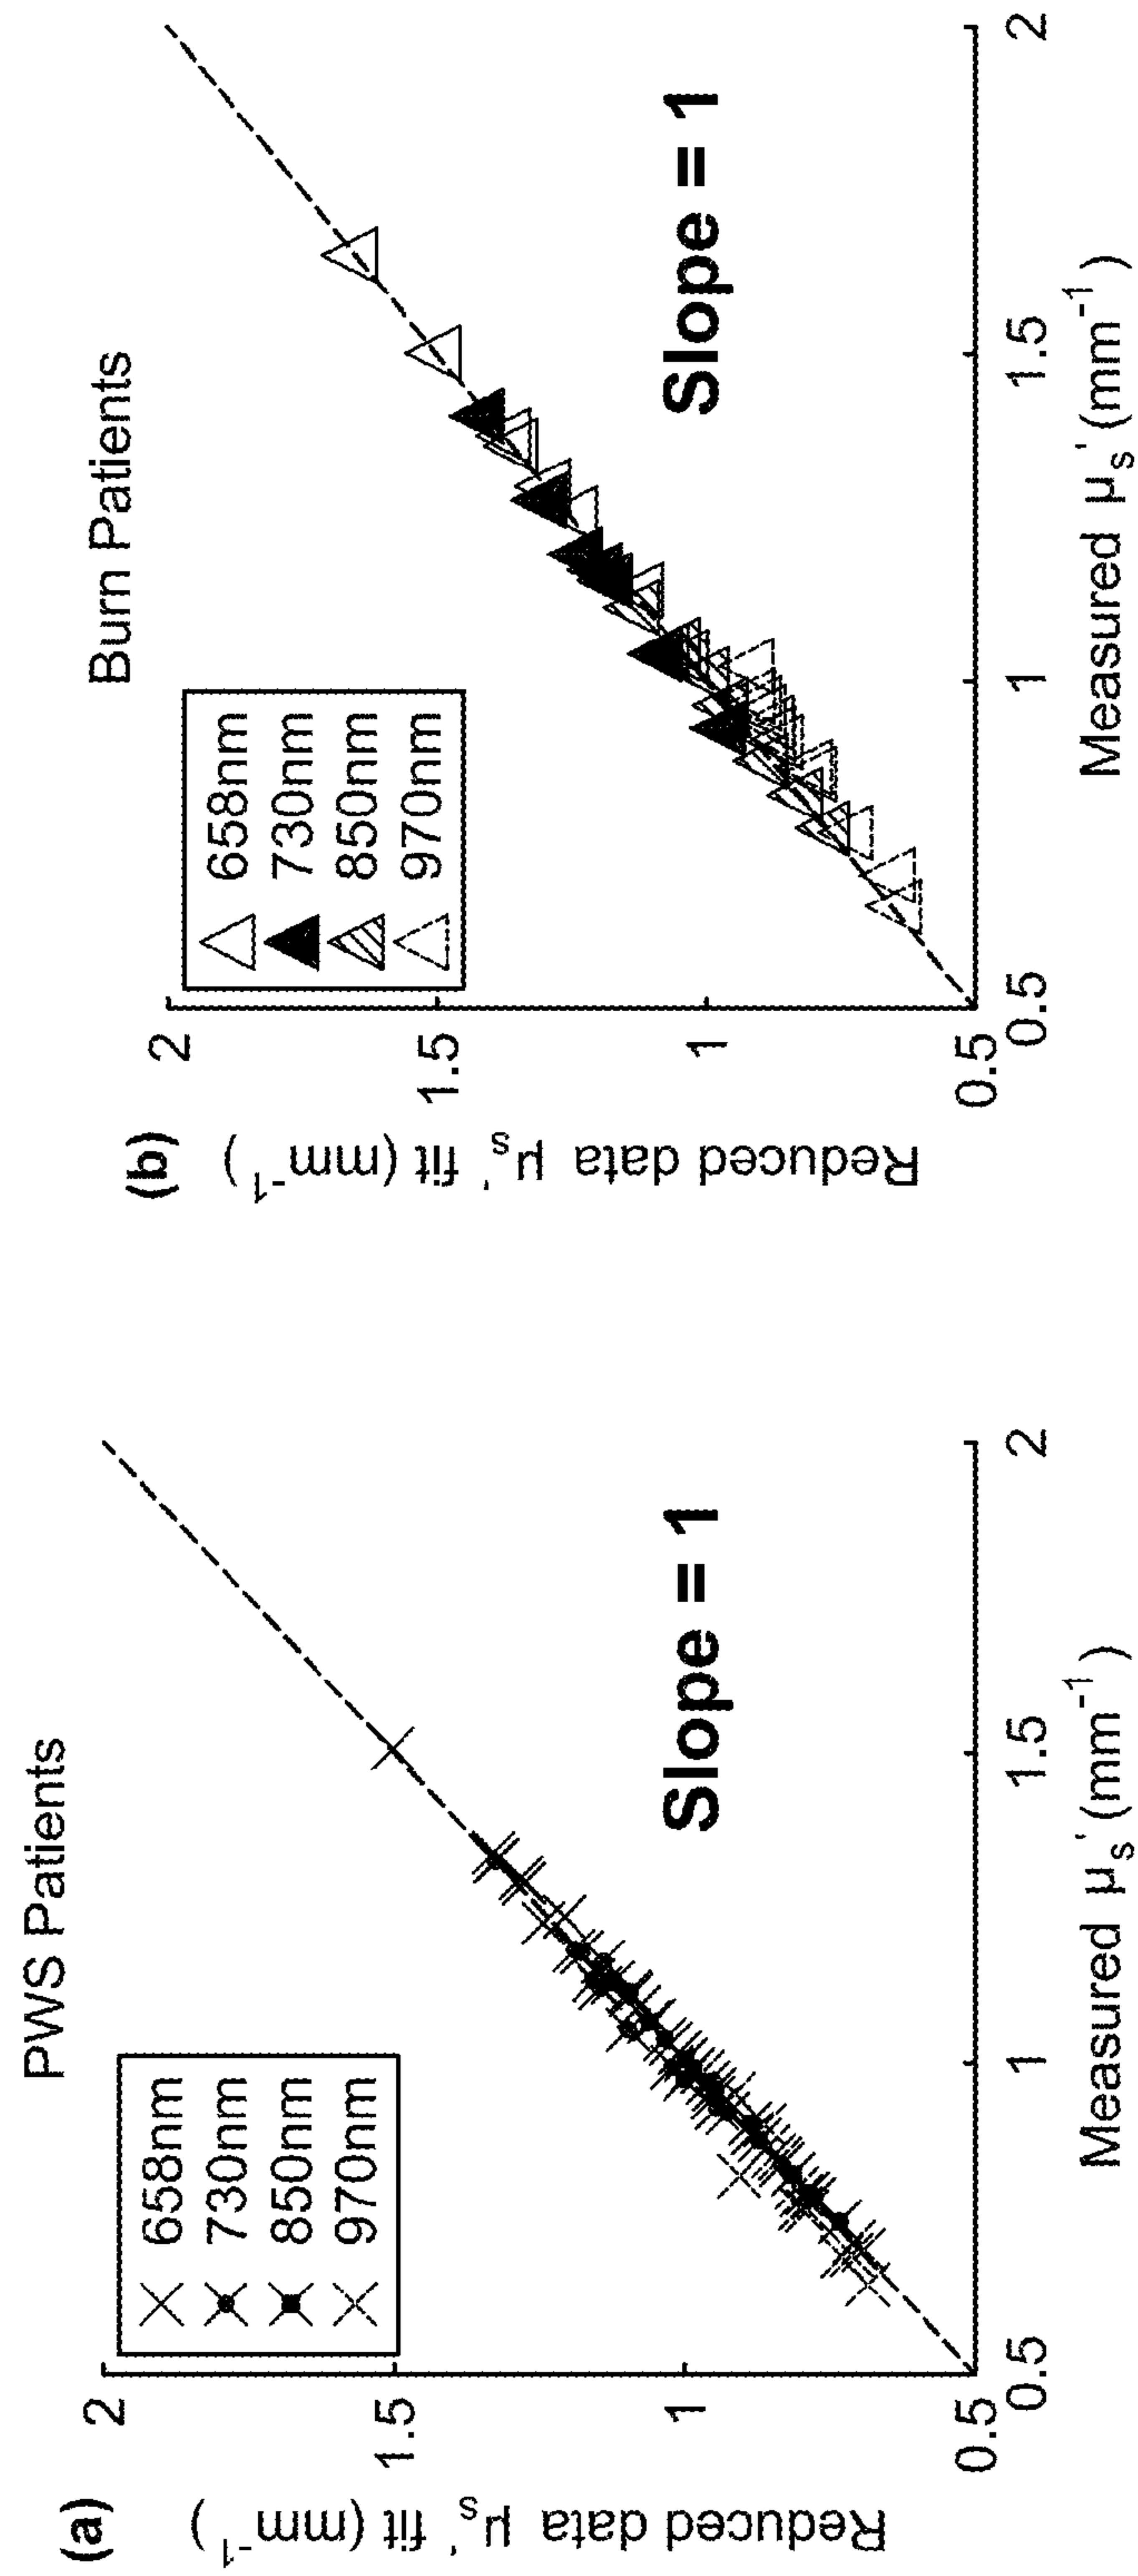 (a)
PWS Patients
658nm
730nm
850nm
970nm
Slope = 1
2
1.5
1
0.5
Reduced data μs' fit (mm-1)
0.5
1
1.5
2
Measured μs' (mm-1)
(b)
Burn Patients
658nm
730nm
850nm
970nm
Slope = 1
2
1.5
1
0.5
Reduced data μs' fit (mm-1)
0.5
1
1.5
2
Measured μs' (mm-1)